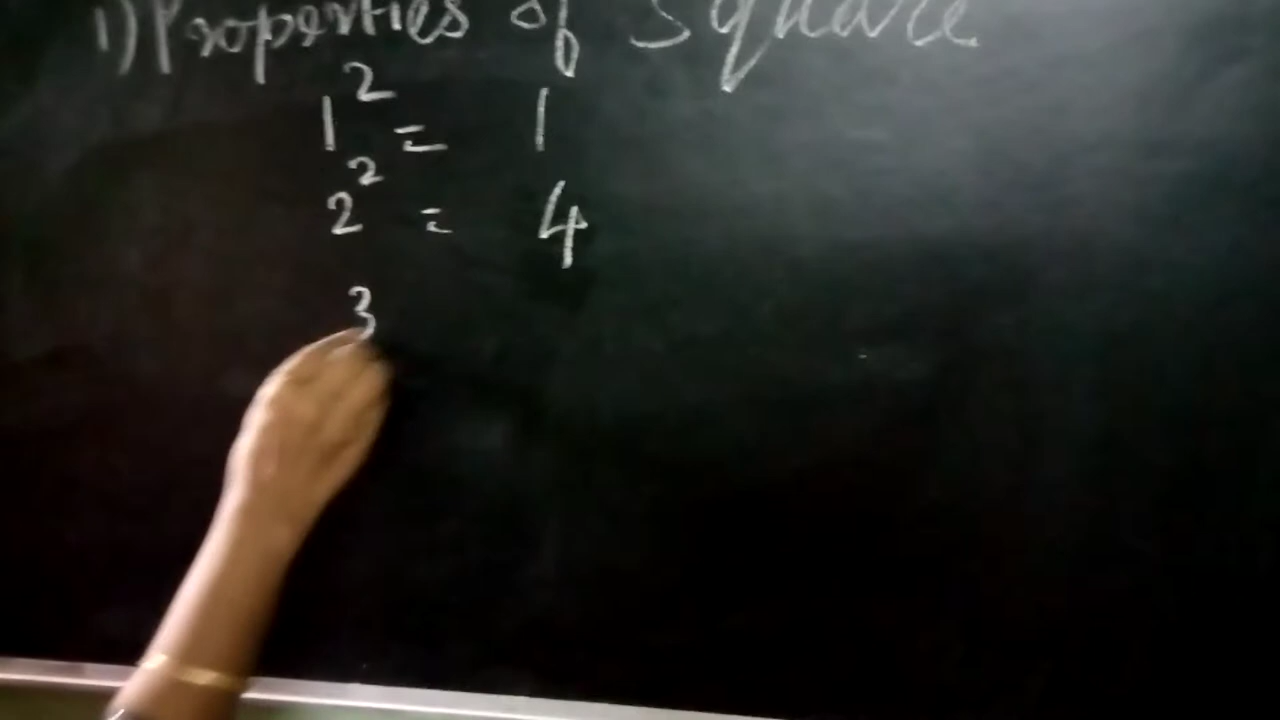 1) Properties of Square
1² = 1
2² = 4
3